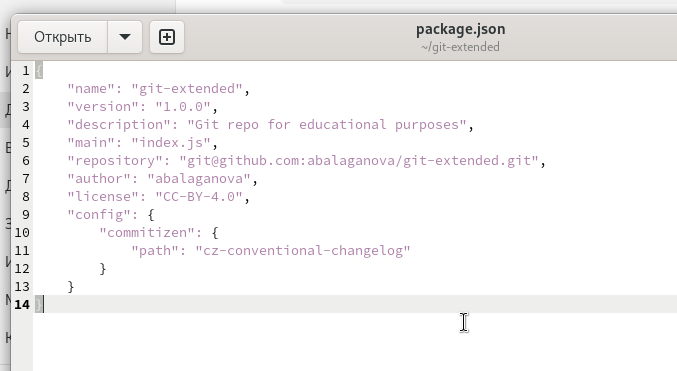 Открыть
package.json
~/git-extended
1 {
2 "name": "git-extended",
3 "version": "1.0.0",
4 "description": "Git repo for educational purposes",
5 "main": "index.js",
6 "repository": "git@github.com:abalaganova/git-extended.git",
7 "author": "abalaganova",
8 "license": "CC-BY-4.0",
9 "config": {
10 "commitizen": {
11 "path": "cz-conventional-changelog"
12 }
13 }
14 }